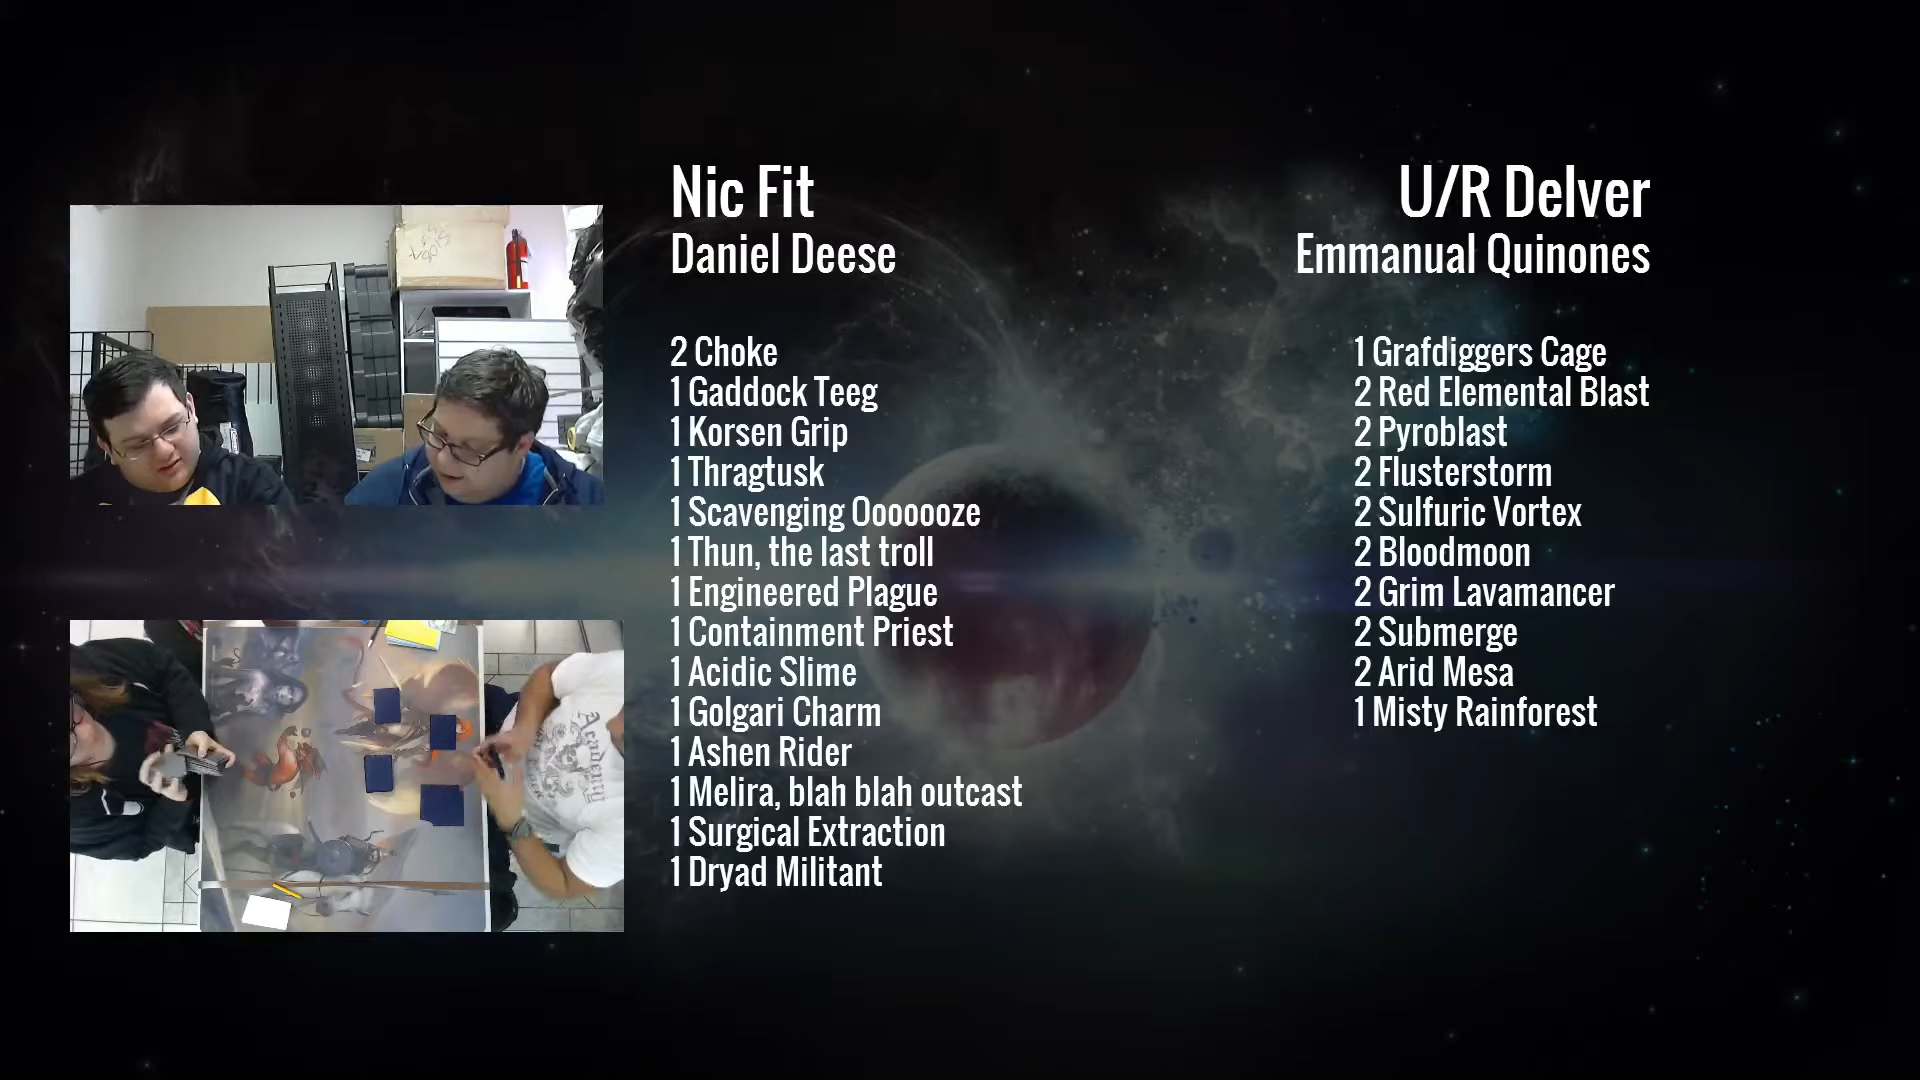 Nic Fit
Daniel Deese
2 Choke
1 Gaddock Teeg
1 Korsen Grip
1 Thragtusk
1 Scavenging Ooooooze
1 Thun, the last troll
1 Engineered Plague
1 Containment Priest
1 Acidic Slime
1 Golgari Charm
1 Ashen Rider
1 Melira, blah blah outcast
1 Surgical Extraction
1 Dryad Militant
U/R Delver
Emmanual Quinones
1 Grafdiggers Cage
2 Red Elemental Blast
2 Pyroblast
2 Flusterstorm
2 Sulfuric Vortex
2 Bloodmoon
2 Grim Lavamancer
2 Submerge
2 Arid Mesa
1 Misty Rainforest
Academy